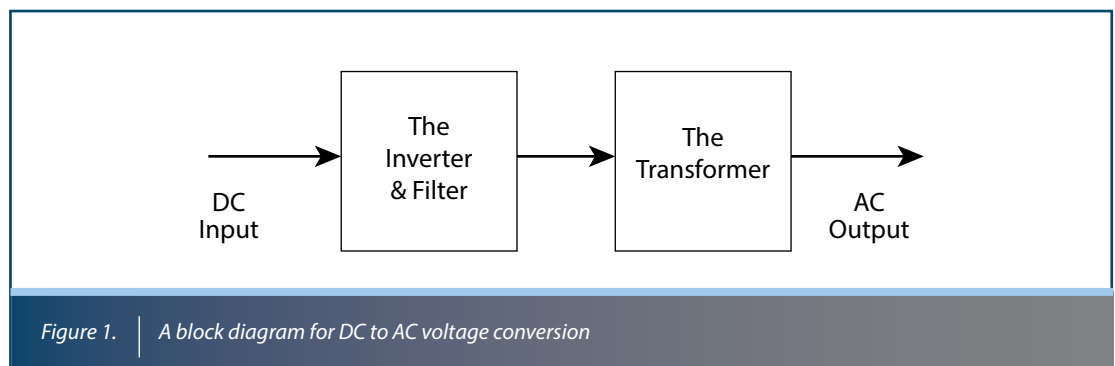 The
Inverter
& Filter
The
Transformer
DC
Input
AC
Output
Figure 1. A block diagram for DC to AC voltage conversion